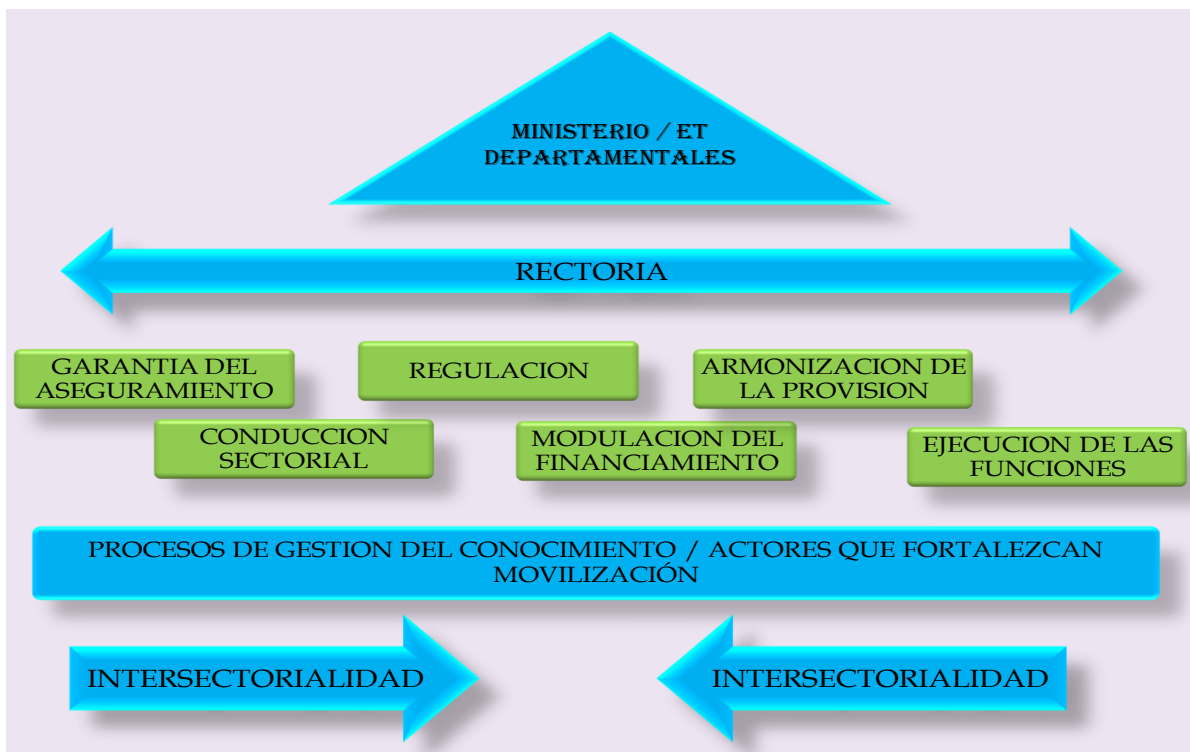 MINISTERIO / ET
DEPARTAMENTALES
RECTORIA
GARANTIA DEL
ASEGURAMIENTO
REGULACION
ARMONIZACION DE
LA PROVISION
CONDUCCION
SECTORIAL
MODULACION DEL
FINANCIAMIENTO
EJECUCION DE LAS
FUNCIONES
PROCESOS DE GESTION DEL CONOCIMIENTO / ACTORES QUE FORTALEZCAN
MOVILIZACIÓN
INTERSECTORIALIDAD
INTERSECTORIALIDAD